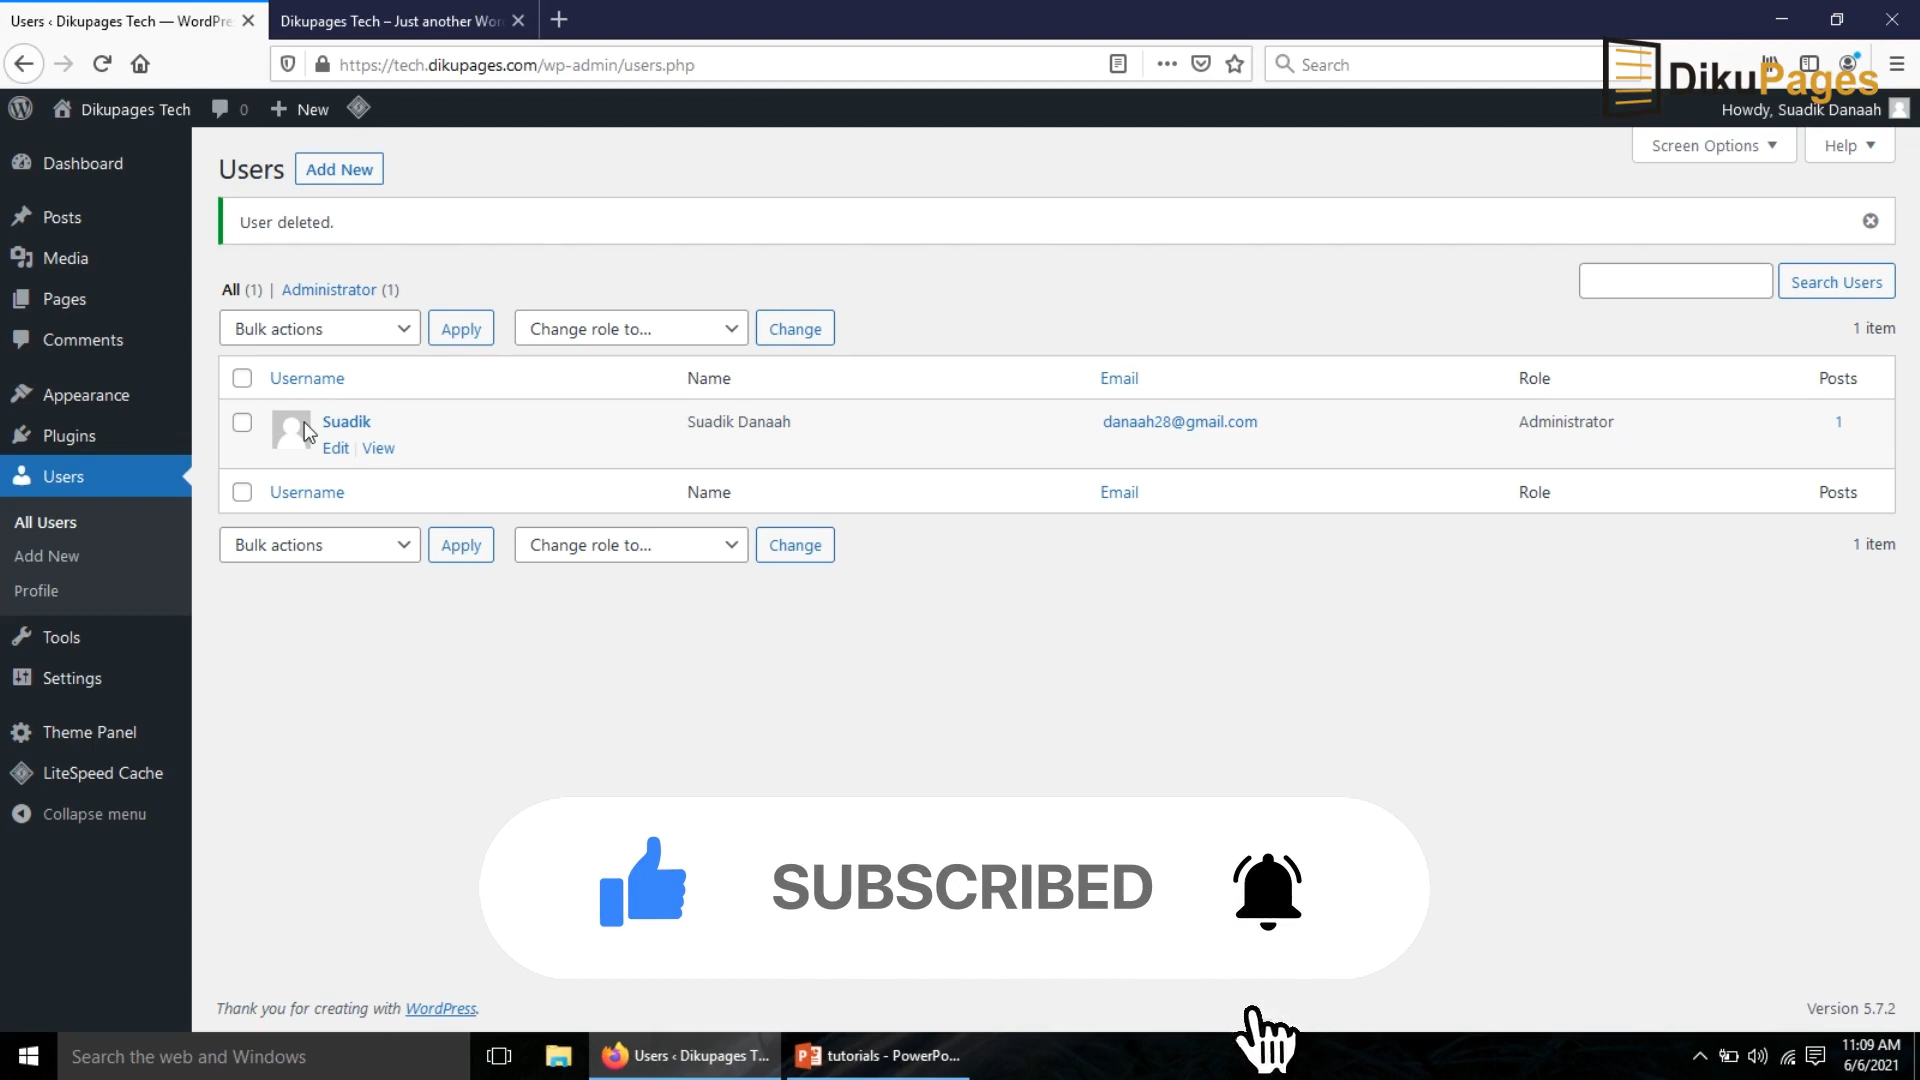 Users ‹ Dikupages Tech — WordPre
Dikupages Tech – Just another Wor
https://tech.dikupages.com/wp-admin/users.php
Search
DikuPages
Dikupages Tech
0
New
Howdy, Suadik Danaah
Screen Options
Help
Dashboard
Posts
Media
Pages
Comments
Appearance
Plugins
Users
All Users
Add New
Profile
Tools
Settings
Theme Panel
LiteSpeed Cache
Collapse menu
Users
Add New
User deleted.
All (1) | Administrator (1)
Search Users
Bulk actions
Apply
Change role to...
Change
1 item
Username Name Email Role Posts
Suadik Suadik Danaah danaah28@gmail.com Administrator 1
Edit | View
Username Name Email Role Posts
Bulk actions
Apply
Change role to...
Change
1 item
SUBSCRIBED
Thank you for creating with WordPress.
Version 5.7.2
Search the web and Windows
Users ‹ Dikupages T...
tutorials - PowerPo...
11:09 AM
6/6/2021